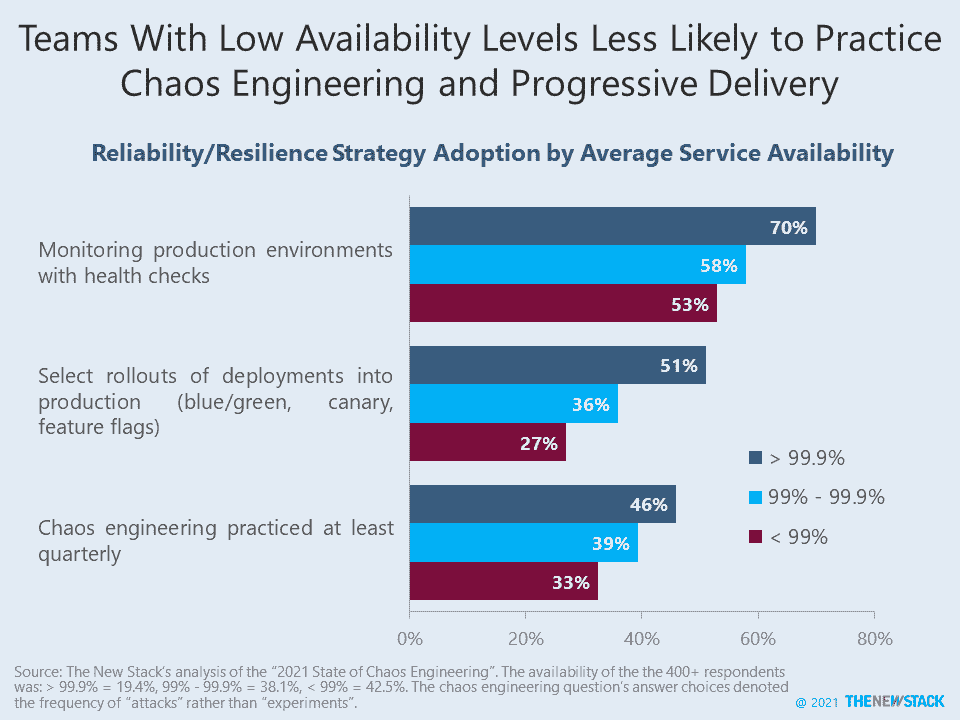 Teams With Low Availability Levels Less Likely to Practice
Chaos Engineering and Progressive Delivery
Reliability/Resilience Strategy Adoption by Average Service Availability
Monitoring production environments
with health checks
70%
58%
53%
Select rollouts of deployments into
production (blue/green, canary,
feature flags)
51%
36%
27%
Chaos engineering practiced at least
quarterly
46%
39%
33%
> 99.9%
99% - 99.9%
< 99%
0% 20% 40% 60% 80%
Source: The New Stack's analysis of the “2021 State of Chaos Engineering”. The availability of the the 400+ respondents
was: > 99.9% = 19.4%, 99% - 99.9% = 38.1%, < 99% = 42.5%. The chaos engineering question's answer choices denoted
the frequency of “attacks” rather than “experiments”.
@ 2021 THENEWSTACK